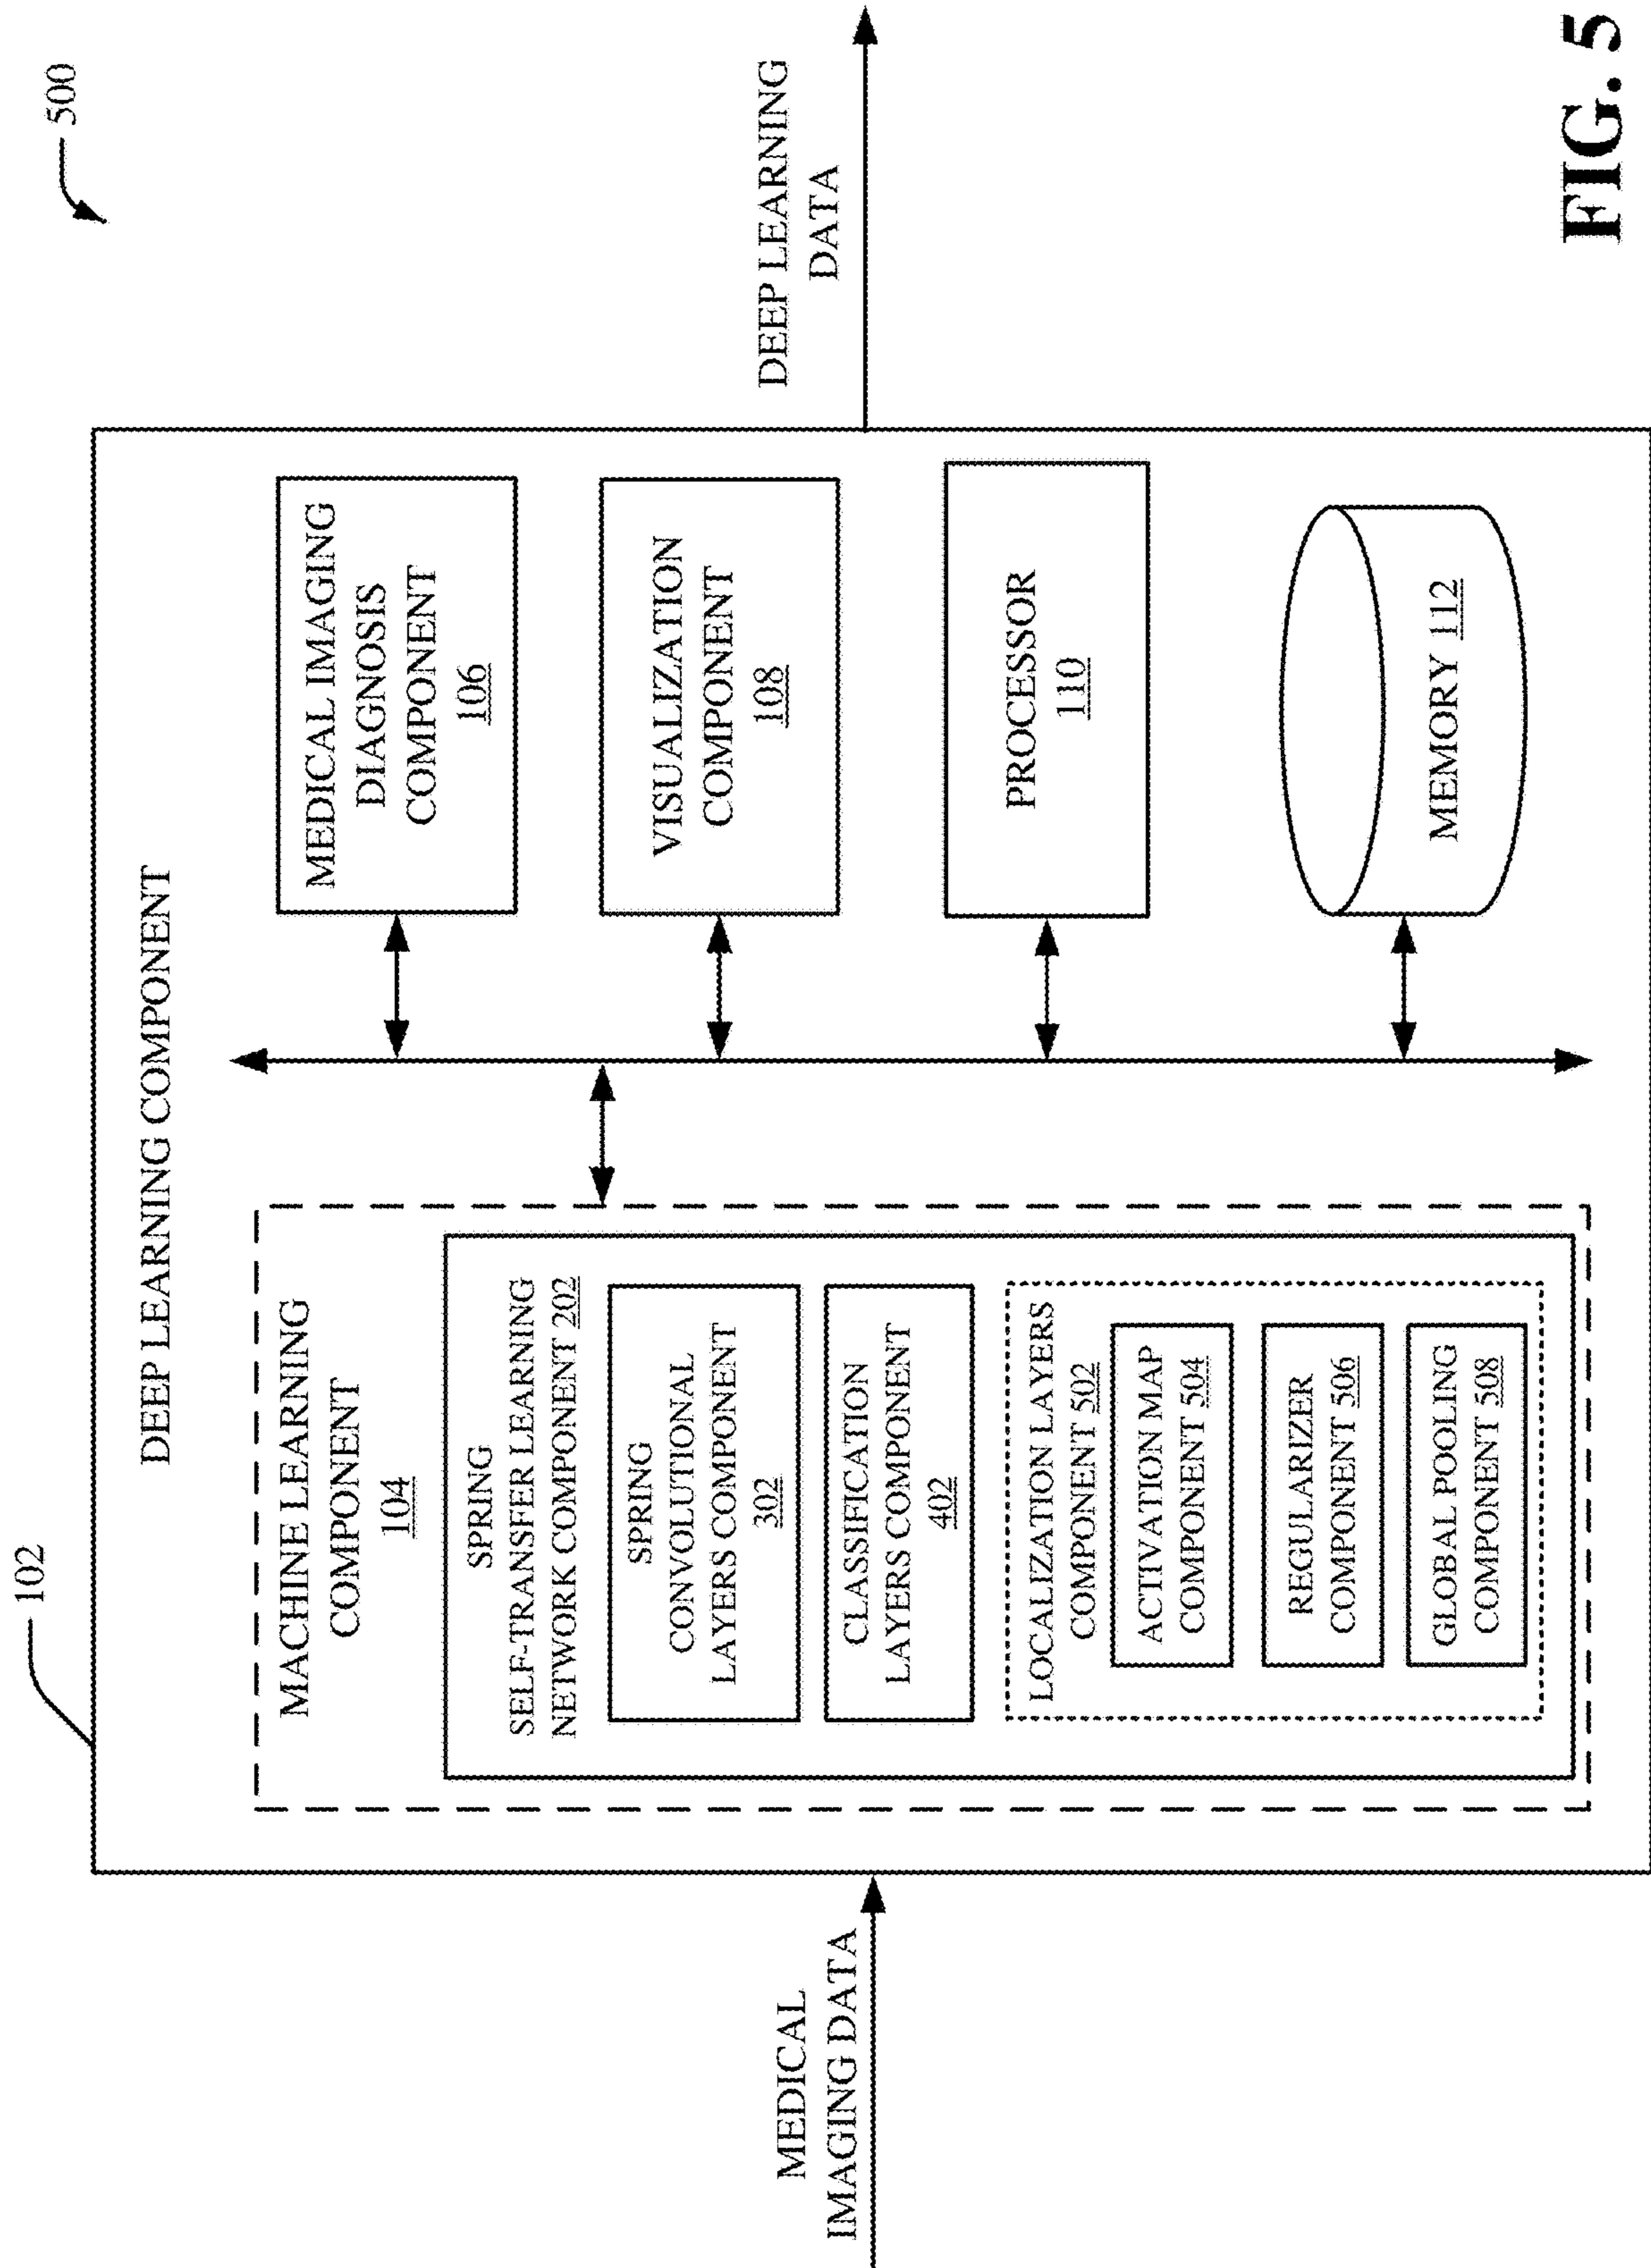 500
102
DEEP LEARNING COMPONENT
MEDICAL
IMAGING DATA
MACHINE LEARNING
COMPONENT
104
SPRING
SELF-TRANSFER LEARNING
NETWORK COMPONENT 202
SPRING
CONVOLUTIONAL
LAYERS COMPONENT
302
CLASSIFICATION
LAYERS COMPONENT
402
LOCALIZATION LAYERS
COMPONENT 502
ACTIVATION MAP
COMPONENT 504
REGULARIZER
COMPONENT 506
GLOBAL POOLING
COMPONENT 508
MEDICAL IMAGING
DIAGNOSIS
COMPONENT
106
VISUALIZATION
COMPONENT
108
PROCESSOR
110
MEMORY 112
DEEP LEARNING
DATA
FIG. 5